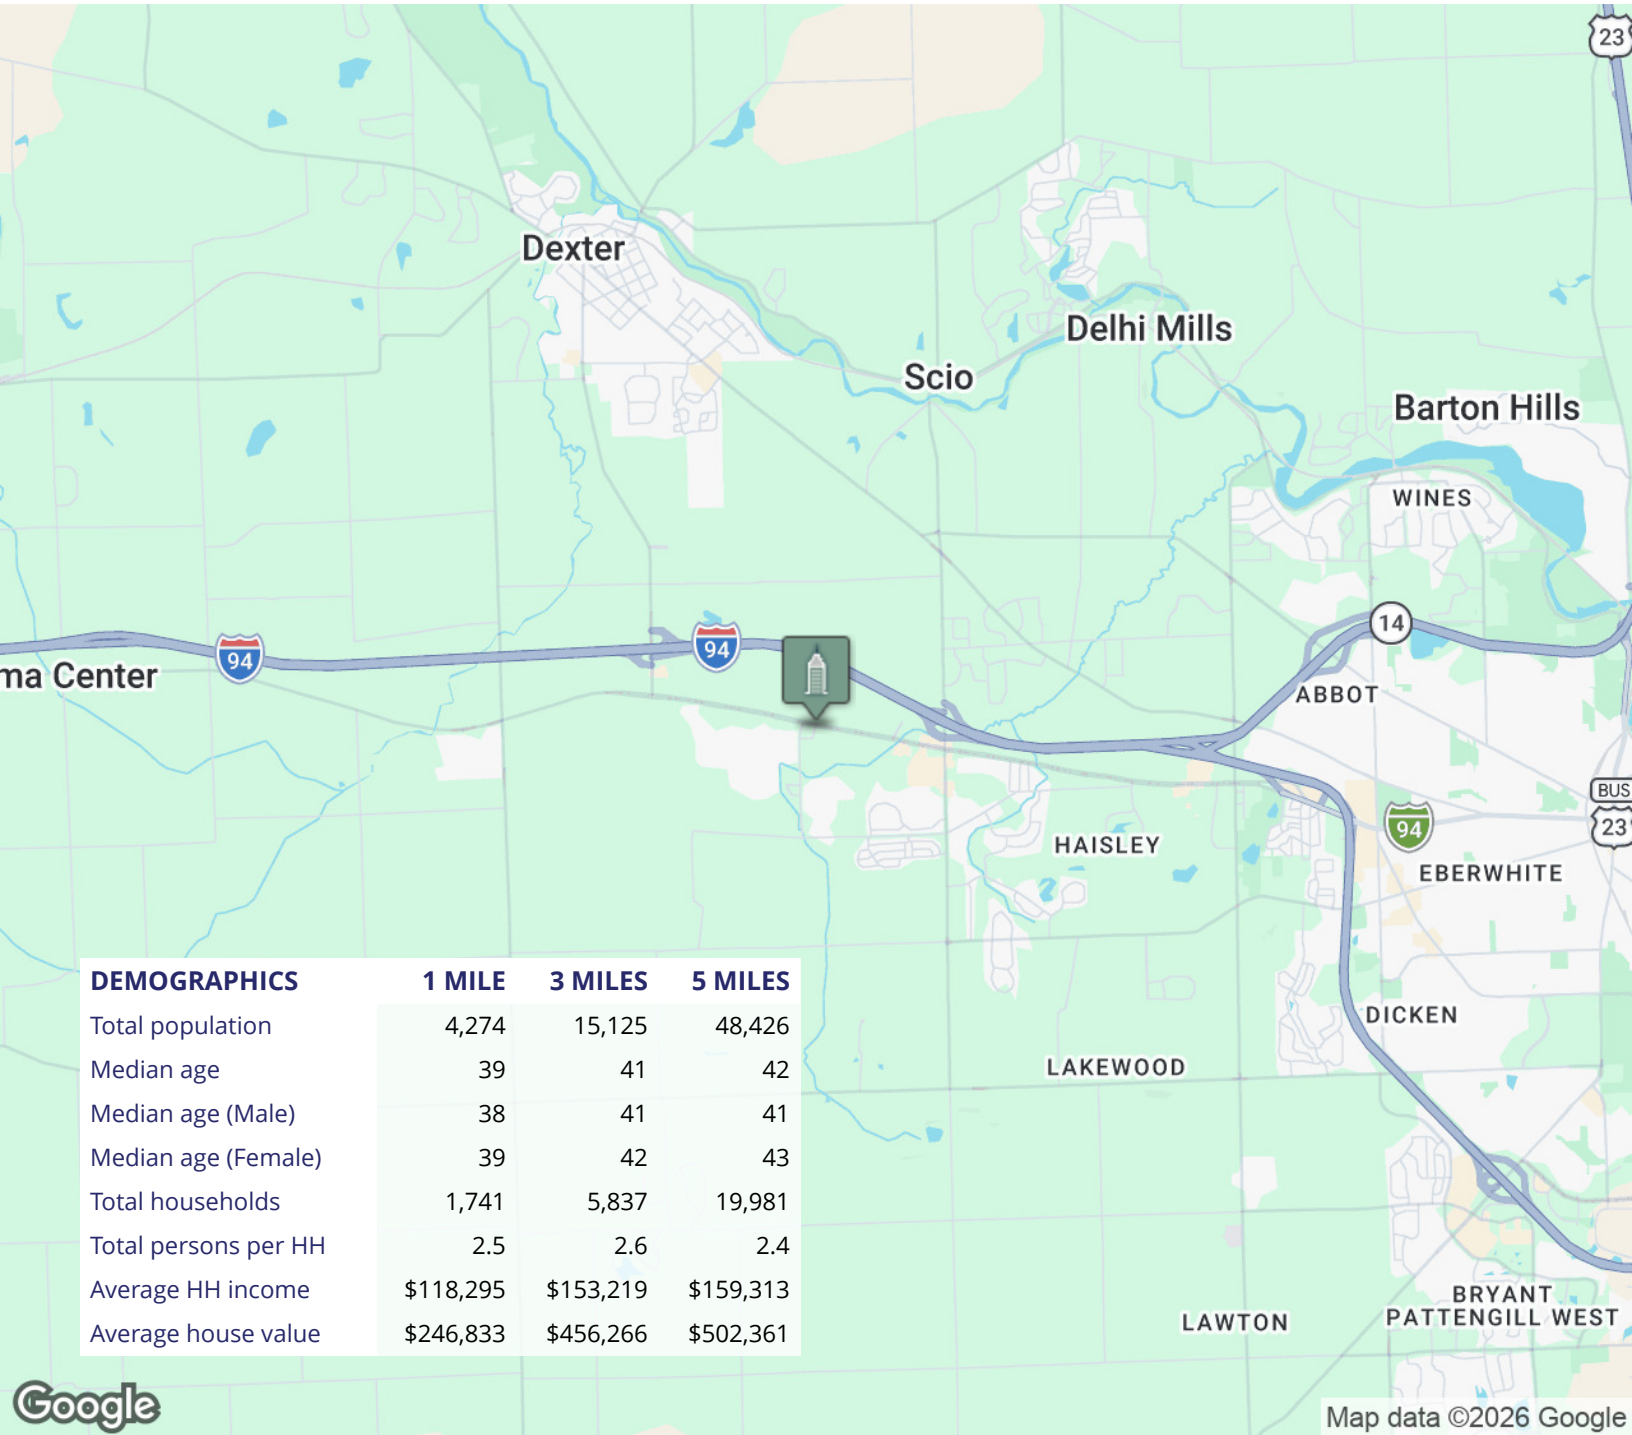 23
Dexter
Delhi Mills
Scio
Barton Hills
WINES
14
94
94
ma Center
ABBOT
BUS
23
94
HAISLEY
EBERWHITE
DEMOGRAPHICS 1 MILE 3 MILES 5 MILES
Total population 4,274 15,125 48,426
Median age 39 41 42
Median age (Male) 38 41 41
Median age (Female) 39 42 43
Total households 1,741 5,837 19,981
Total persons per HH 2.5 2.6 2.4
Average HH income $118,295 $153,219 $159,313
Average house value $246,833 $456,266 $502,361
DICKEN
LAKEWOOD
BRYANT
PATTENGILL WEST
LAWTON
Google
Map data ©2026 Google